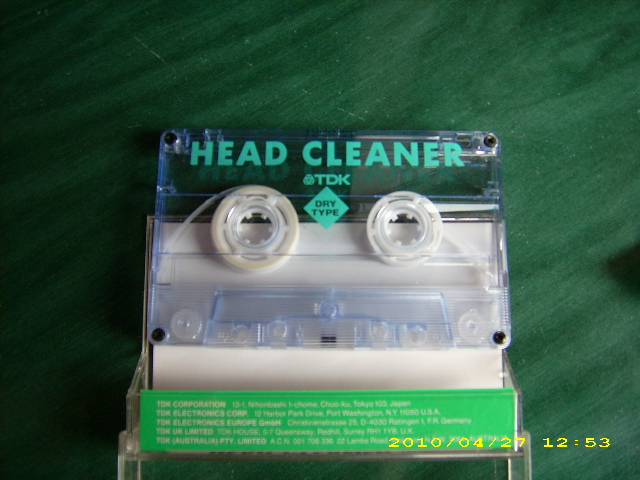 HEAD CLEANER
TDK
DRY
TYPE
TDK CORPORATION 13-1, Nihonbashi 1-chome, Chuo-ku, Tokyo 103, Japan
TDK ELECTRONICS CORP. 12 Harbor Park Drive, Port Washington, N.Y. 11050 U.S.A.
TDK ELECTRONICS EUROPE GmbH Christinenstrasse 25, D-4030 Ratingen 1, F.R. Germany
TDK UK LIMITED TDK HOUSE, 5-7 Queensway, Redhill, Surrey RH1 1YB, U.K.
TDK (AUSTRALIA) PTY. LIMITED A.C.N. 001 706 336
2010/04/27 12:53